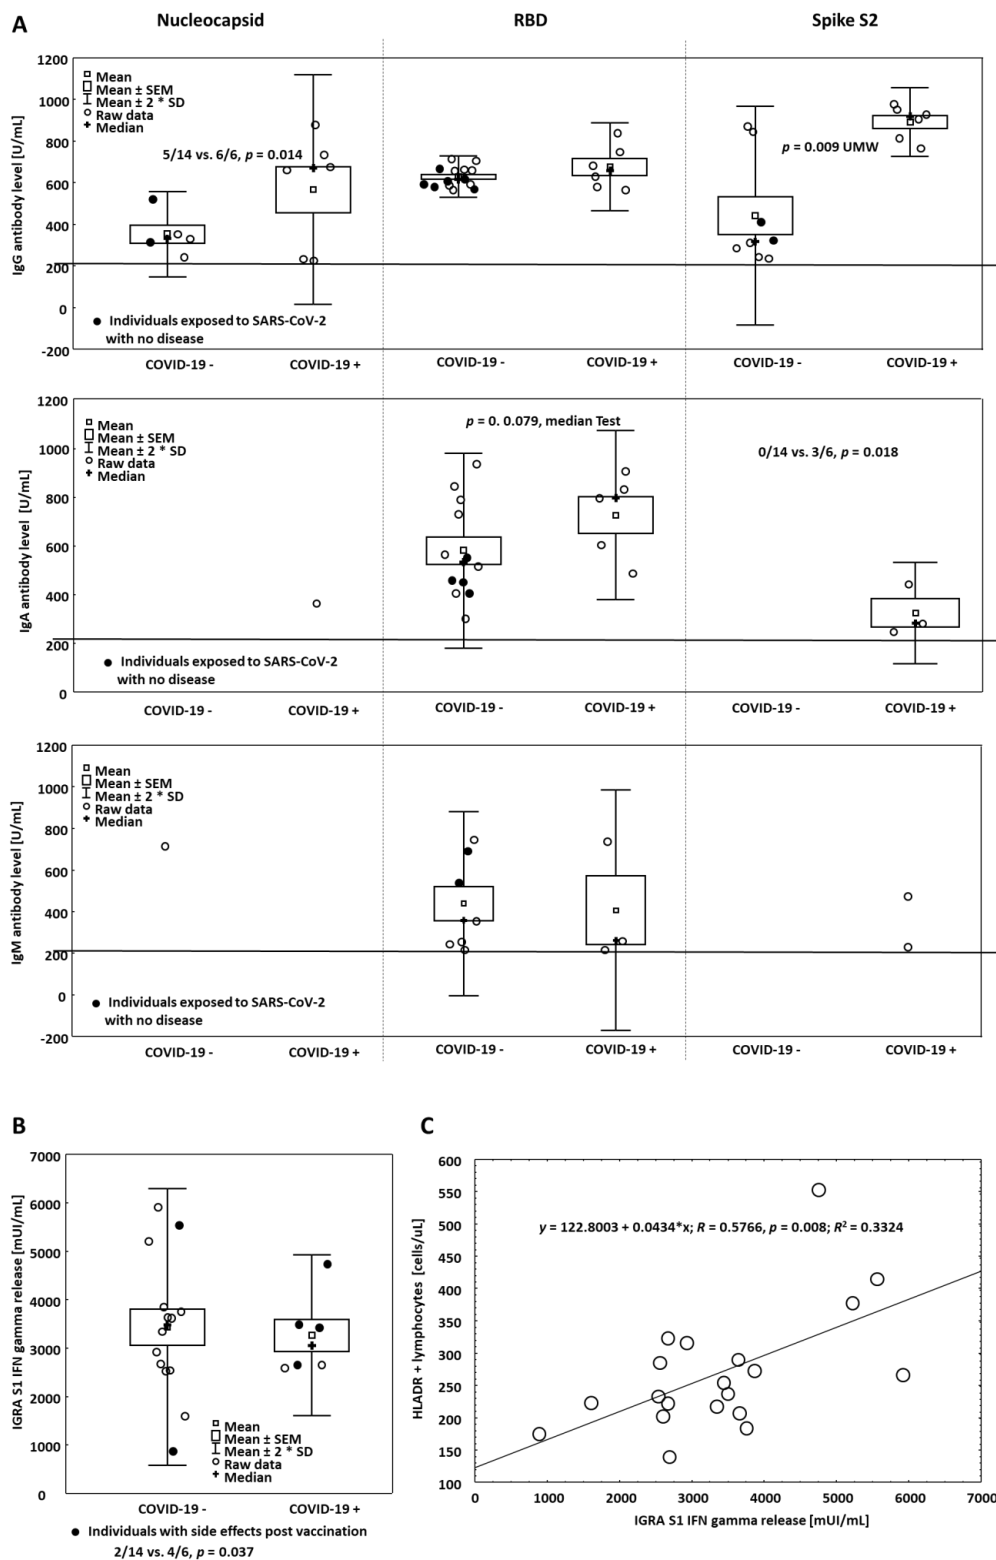 A
Nucleocapsid RBD Spike S2
IgG antibody level [U/mL]
1200
1000
800
600
400
200
0
-200
Mean
Mean ± SEM
Mean ± 2 * SD
Raw data
Median
5/14 vs. 6/6, p = 0.014
p = 0.009 UMW
Individuals exposed to SARS-CoV-2
with no disease
COVID-19 - COVID-19 + COVID-19 - COVID-19 + COVID-19 - COVID-19 +
IgA antibody level [U/mL]
1200
1000
800
600
400
200
0
Mean
Mean ± SEM
Mean ± 2 * SD
Raw data
Median
p = 0. 0.079, median Test
0/14 vs. 3/6, p = 0.018
Individuals exposed to SARS-CoV-2
with no disease
COVID-19 - COVID-19 + COVID-19 - COVID-19 + COVID-19 - COVID-19 +
IgM antibody level [U/mL]
1200
1000
800
600
400
200
0
-200
Mean
Mean ± SEM
Mean ± 2 * SD
Raw data
Median
Individuals exposed to SARS-CoV-2
with no disease
COVID-19 - COVID-19 + COVID-19 - COVID-19 + COVID-19 - COVID-19 +
B
IGRA S1 IFN gamma release [mUI/mL]
7000
6000
5000
4000
3000
2000
1000
0
Mean
Mean ± SEM
Mean ± 2 * SD
Raw data
Median
COVID-19 - COVID-19 +
Individuals with side effects post vaccination
2/14 vs. 4/6, p = 0.037
C
HLADR + lymphocytes [cells/uL]
600
550
500
450
400
350
300
250
200
150
100
y = 122.8003 + 0.0434*x; R = 0.5766, p = 0.008; R² = 0.3324
0 1000 2000 3000 4000 5000 6000 7000
IGRA S1 IFN gamma release [mUI/mL]